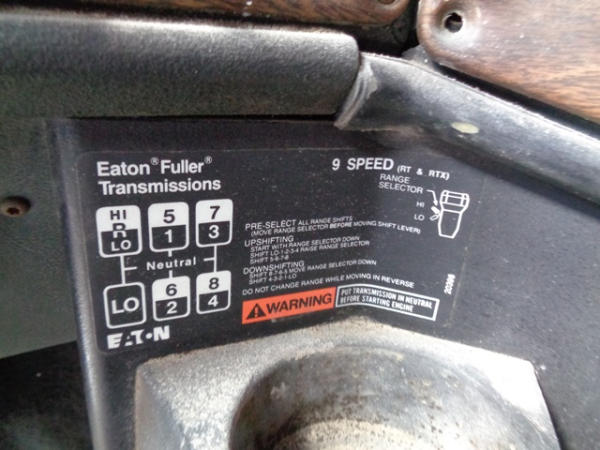 Eaton® Fuller®
Transmissions
9 SPEED (RT & RTX)
RANGE
SELECTOR
HI
LO
HI
R
LO
5
1
7
3
Neutral
LO
6
2
8
4
PRE-SELECT ALL RANGE SHIFTS
(MOVE RANGE SELECTOR BEFORE MOVING SHIFT LEVER)
UPSHIFTING
START WITH RANGE SELECTOR DOWN
SHIFT LO-1-2-3-4 RAISE RANGE SELECTOR
SHIFT 5-6-7-8
DOWNSHIFTING
SHIFT 8-7-6-5 MOVE RANGE SELECTOR DOWN
SHIFT 4-3-2-1-LO
DO NOT CHANGE RANGE WHILE MOVING IN REVERSE
WARNING
PUT TRANSMISSION IN NEUTRAL
BEFORE STARTING ENGINE
EATON